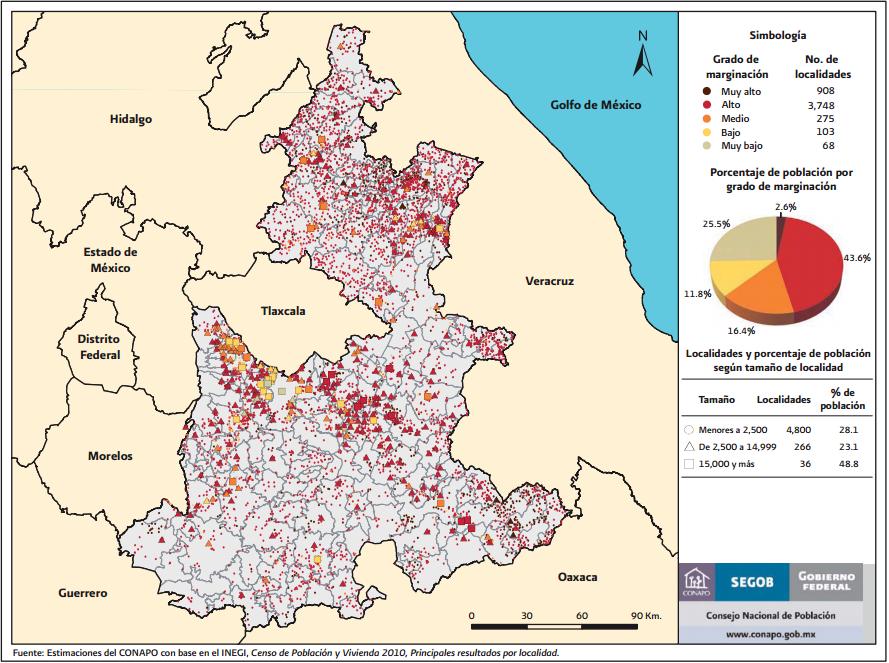 N
Golfo de México
Hidalgo
Estado de
México
Tlaxcala
Veracruz
Distrito
Federal
Morelos
Guerrero
Oaxaca
0 30 60 90 Km.
Simbología
Grado de No. de
marginación localidades
Muy alto 908
Alto 3,748
Medio 275
Bajo 103
Muy bajo 68
Porcentaje de población por
grado de marginación
2.6%
25.5%
43.6%
11.8%
16.4%
Localidades y porcentaje de población
según tamaño de localidad
Tamaño Localidades % de
población
Menores a 2,500 4,800 28.1
De 2,500 a 14,999 266 23.1
15,000 y más 36 48.8
CONAPO
SEGOB
GOBIERNO
FEDERAL
Consejo Nacional de Población
www.conapo.gob.mx
Fuente: Estimaciones del CONAPO con base en el INEGI, Censo de Población y Vivienda 2010, Principales resultados por localidad.